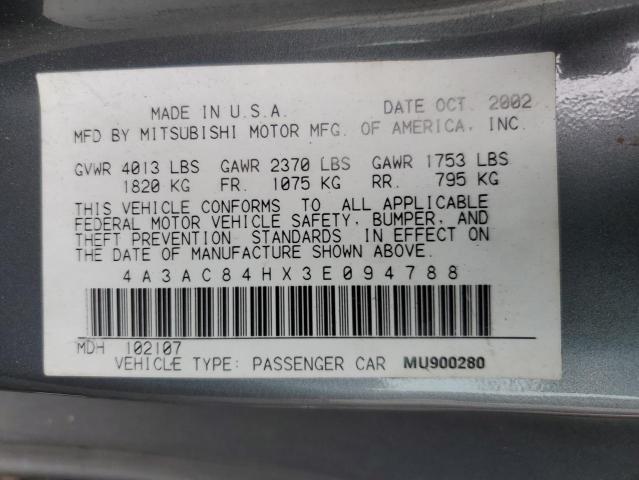 MADE IN U.S.A. DATE OCT. 2002
MFD BY MITSUBISHI MOTOR MFG. OF AMERICA, INC.
GVWR 4013 LBS GAWR 2370 LBS GAWR 1753 LBS
1820 KG FR. 1075 KG RR. 795 KG
THIS VEHICLE CONFORMS TO ALL APPLICABLE
FEDERAL MOTOR VEHICLE SAFETY, BUMPER, AND
THEFT PREVENTION STANDARDS IN EFFECT ON
THE DATE OF MANUFACTURE SHOWN ABOVE.
4A3AC84HX3E094788
MDH 102107
VEHICLE TYPE: PASSENGER CAR MU900280